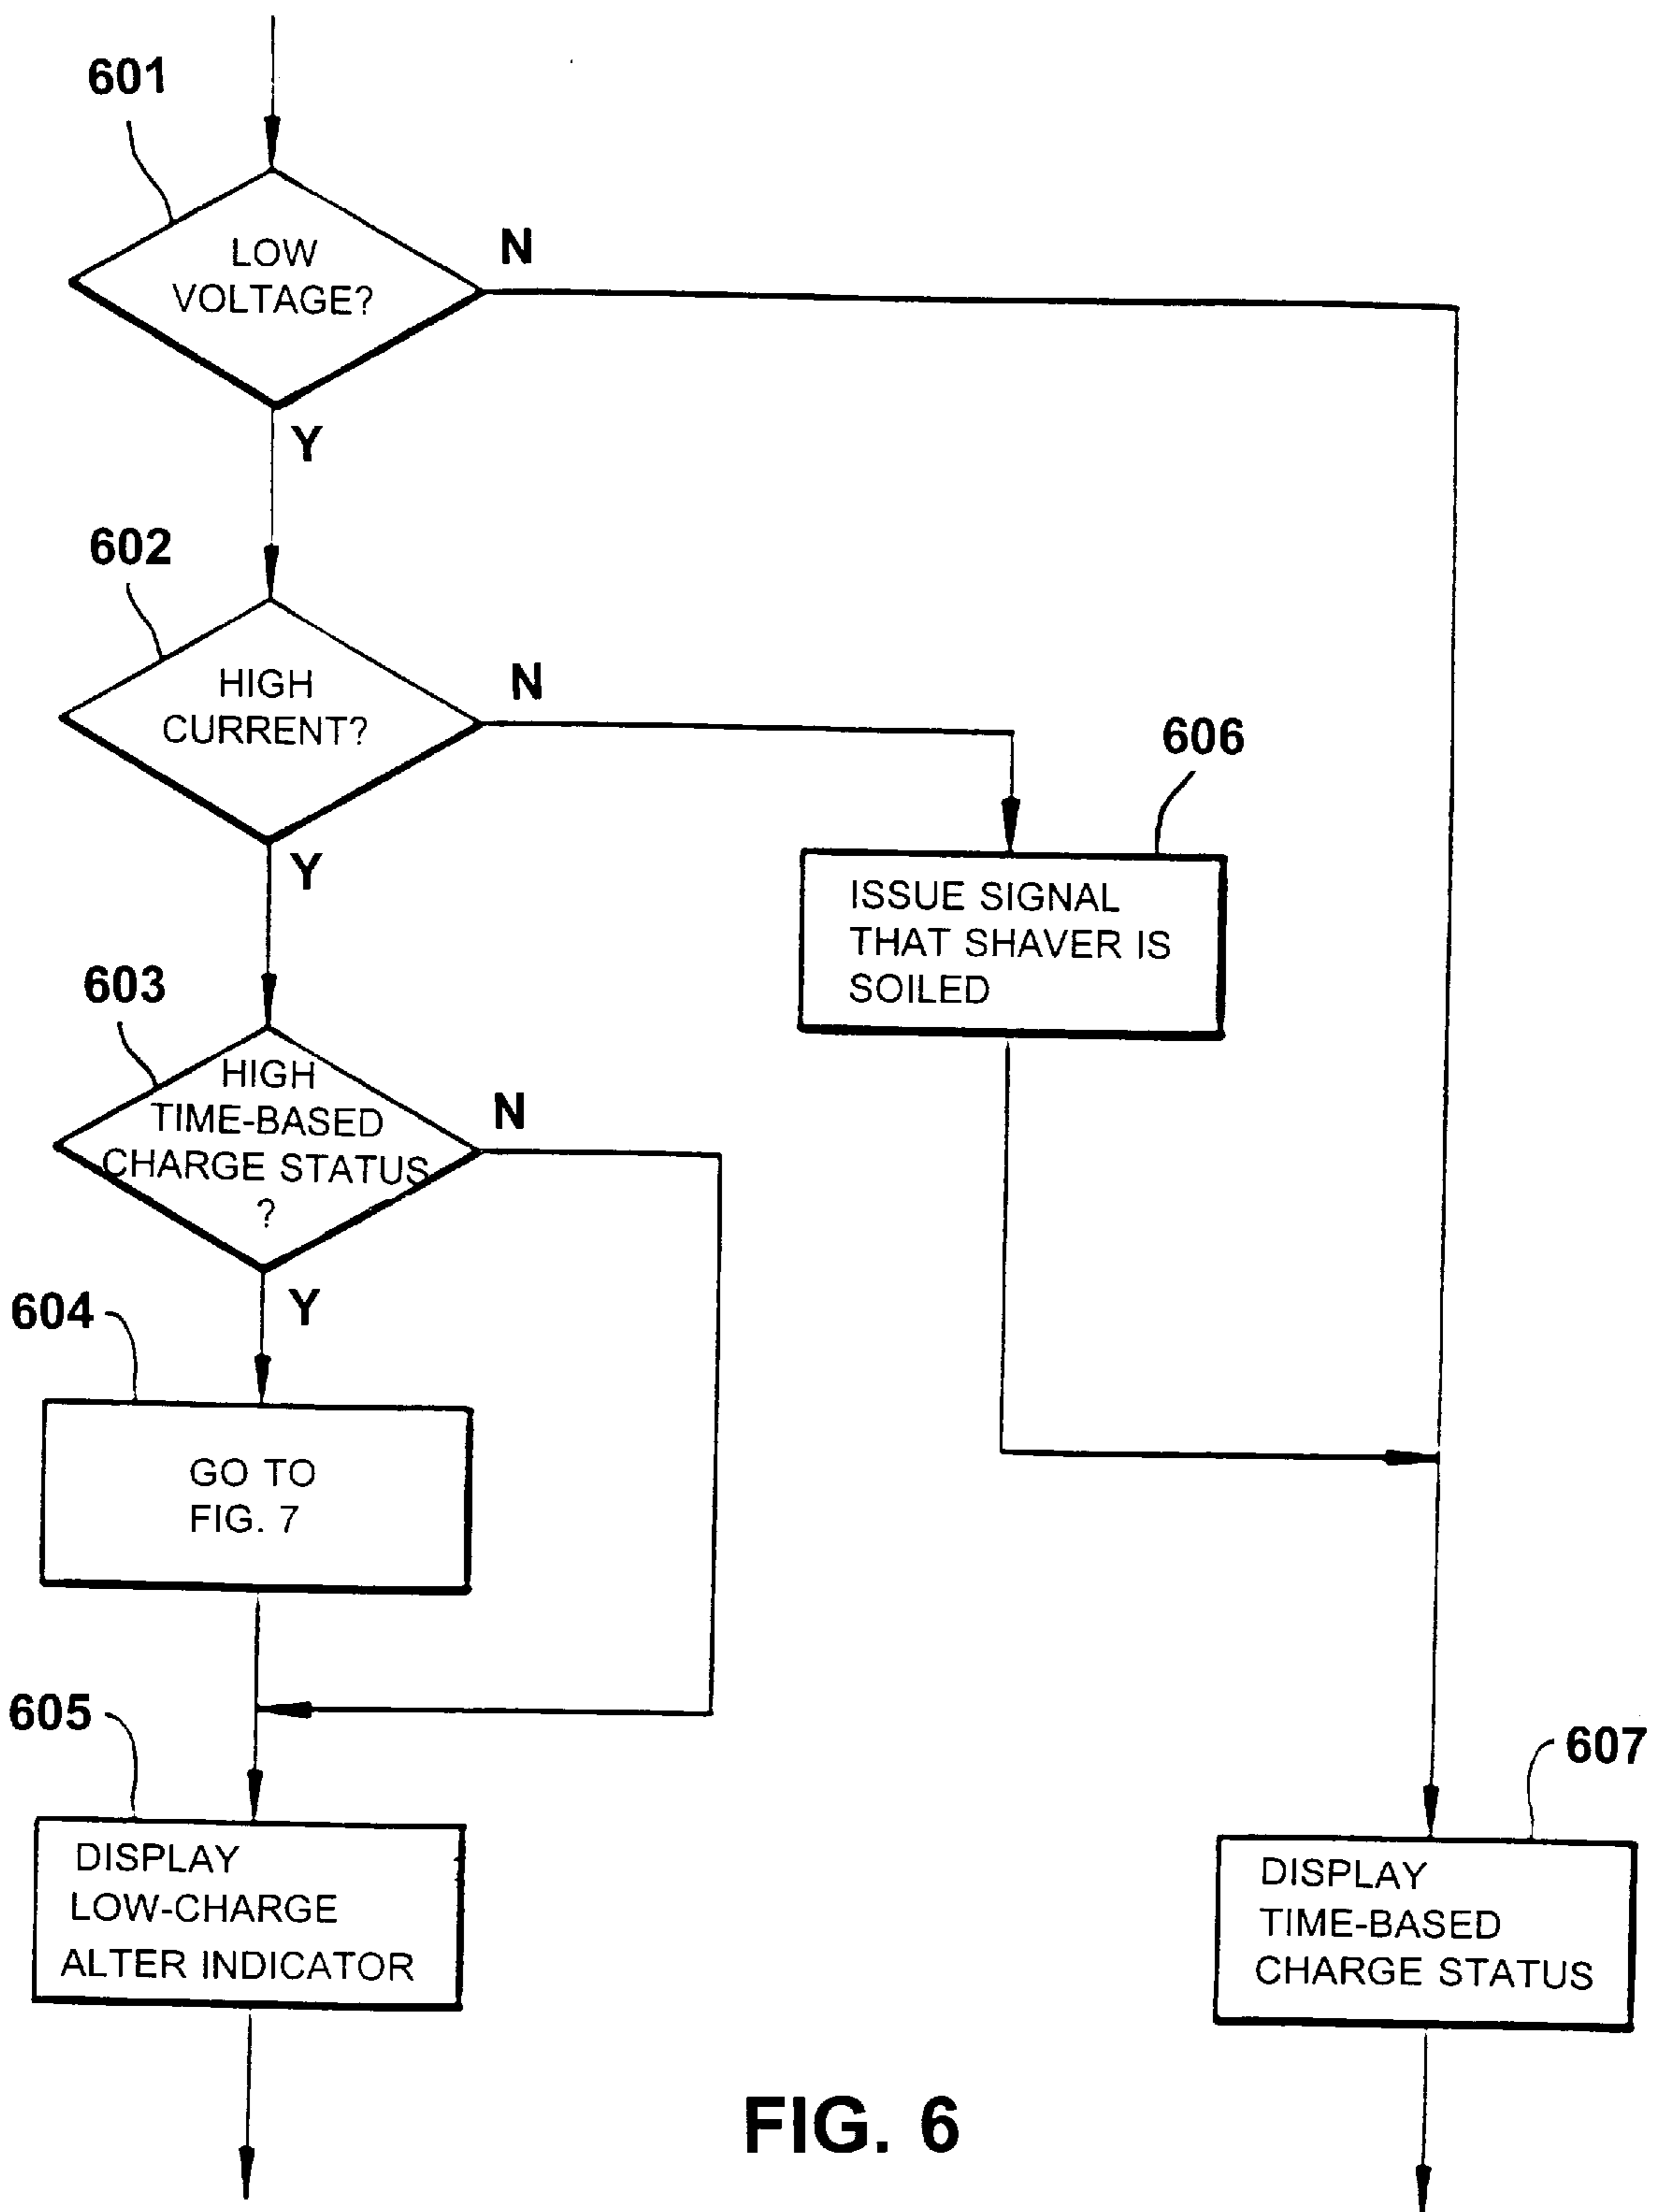 601
LOW
VOLTAGE?
N
Y
602
HIGH
CURRENT?
N
Y
606
ISSUE SIGNAL
THAT SHAVER IS
SOILED
603
HIGH
TIME-BASED
CHARGE STATUS
?
N
Y
604
GO TO
FIG. 7
605
DISPLAY
LOW-CHARGE
ALTER INDICATOR
607
DISPLAY
TIME-BASED
CHARGE STATUS
FIG. 6